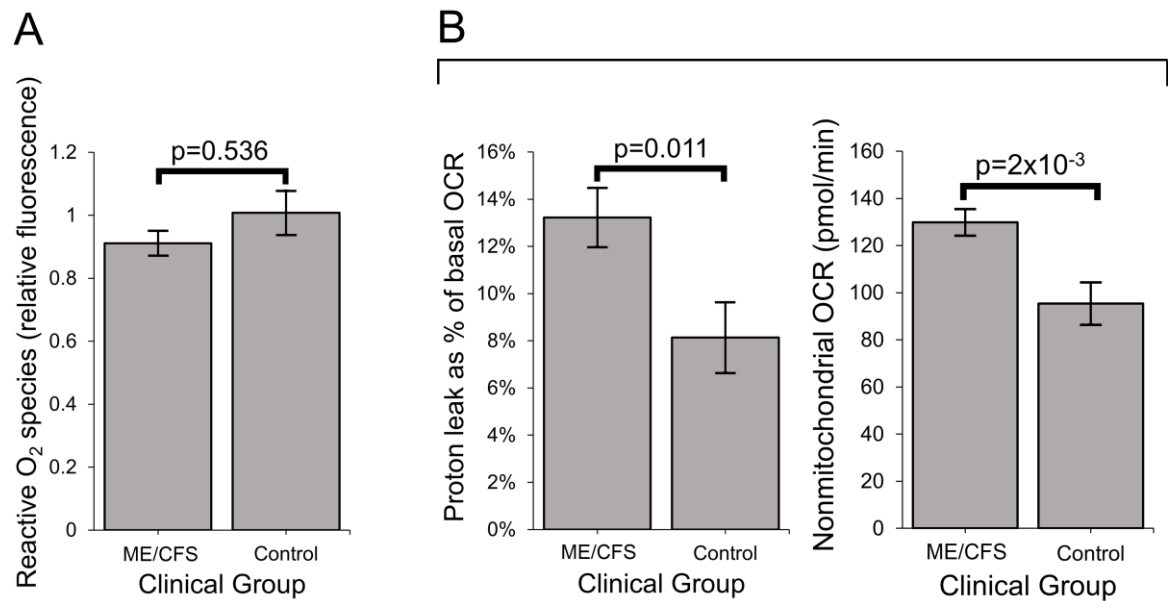 A
Reactive O₂ species (relative fluorescence)
1.2
1
0.8
0.6
0.4
0.2
0
p=0.536
ME/CFS
Control
Clinical Group
B
Proton leak as % of basal OCR
16%
14%
12%
10%
8%
6%
4%
2%
0%
p=0.011
ME/CFS
Control
Clinical Group
Nonmitochondrial OCR (pmol/min)
160
140
120
100
80
60
40
20
0
p=2x10⁻³
ME/CFS
Control
Clinical Group